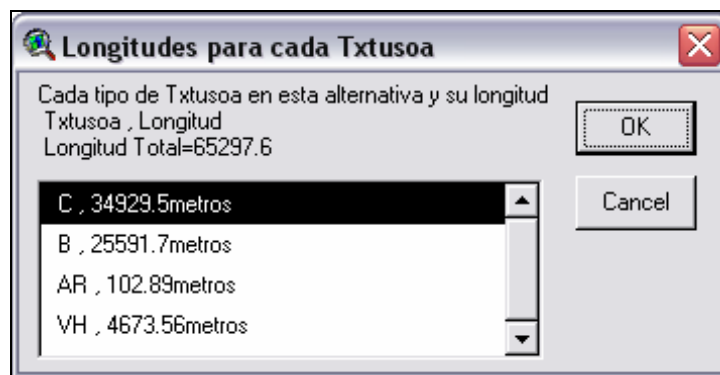 Longitudes para cada Txtusoa
Cada tipo de Txtusoa en esta alternativa y su longitud
Txtusoa , Longitud
Longitud Total=65297.6
OK
Cancel
C , 34929.5metros
B , 25591.7metros
AR , 102.89metros
VH , 4673.56metros